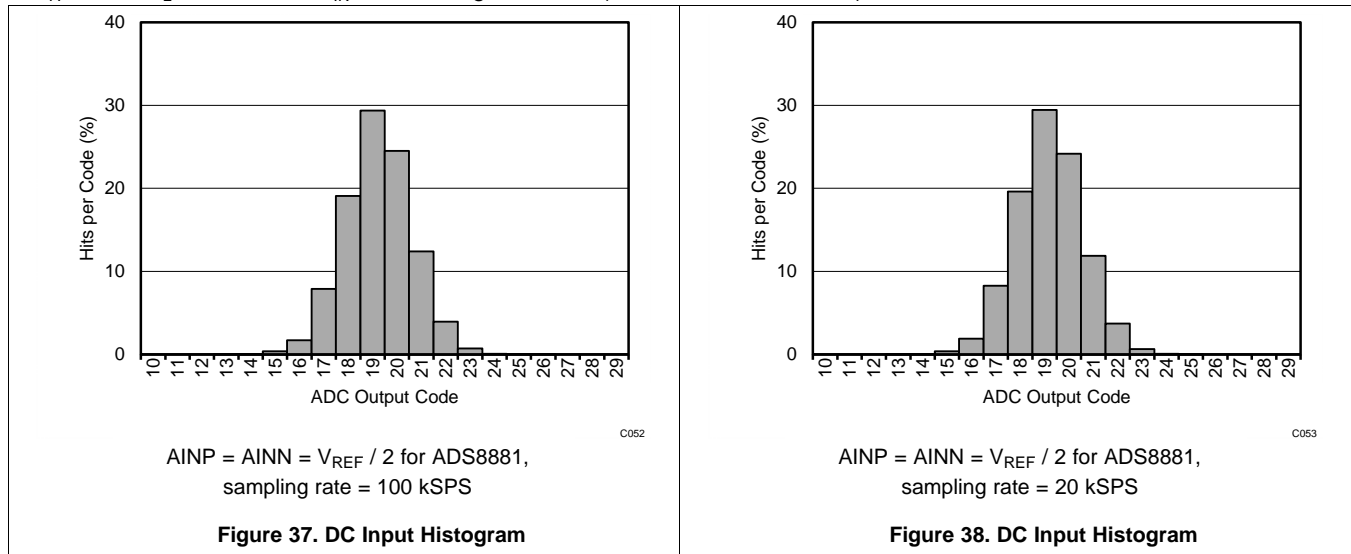 40
30
20
10
0
Hits per Code (%)
10 11 12 13 14 15 16 17 18 19 20 21 22 23 24 25 26 27 28 29
ADC Output Code
C052
AINP = AINN = VREF / 2 for ADS8881,
sampling rate = 100 kSPS
Figure 37. DC Input Histogram
40
30
20
10
0
Hits per Code (%)
10 11 12 13 14 15 16 17 18 19 20 21 22 23 24 25 26 27 28 29
ADC Output Code
C053
AINP = AINN = VREF / 2 for ADS8881,
sampling rate = 20 kSPS
Figure 38. DC Input Histogram